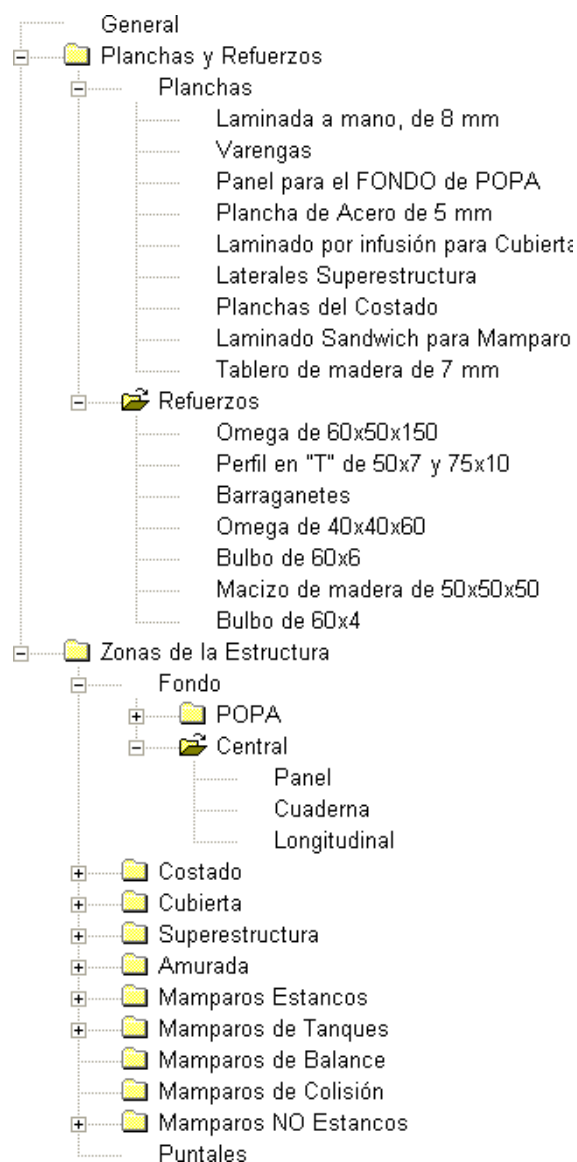 General
Planchas y Refuerzos
Planchas
Laminada a mano, de 8 mm
Varengas
Panel para el FONDO de POPA
Plancha de Acero de 5 mm
Laminado por infusión para Cubierta
Laterales Superestructura
Planchas del Costado
Laminado Sandwich para Mamparo
Tablero de madera de 7 mm
Refuerzos
Omega de 60x50x150
Perfil en "T" de 50x7 y 75x10
Barraganetes
Omega de 40x40x60
Bulbo de 60x6
Macizo de madera de 50x50x50
Bulbo de 60x4
Zonas de la Estructura
Fondo
POPA
Central
Panel
Cuaderna
Longitudinal
Costado
Cubierta
Superestructura
Amurada
Mamparos Estancos
Mamparos de Tanques
Mamparos de Balance
Mamparos de Colisión
Mamparos NO Estancos
Puntales